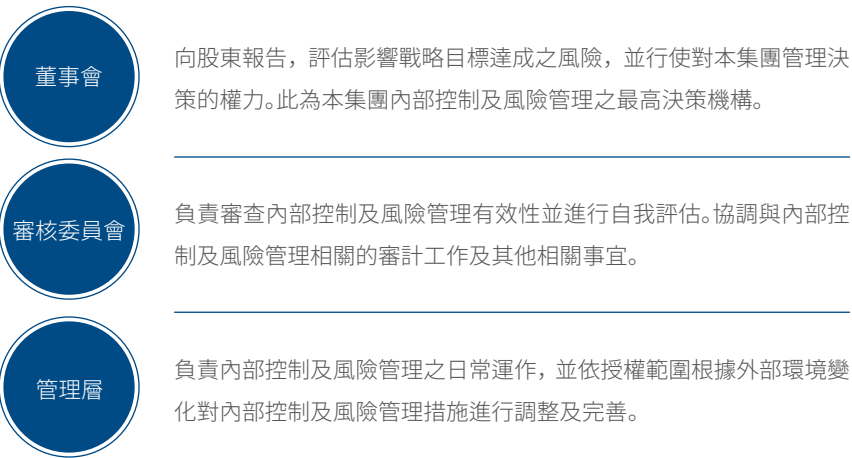 董事會
向股東報告，評估影響戰略目標達成之風險，並行使對本集團管理決
策的權力。此為本集團內部控制及風險管理之最高決策機構。
審核委員會
負責審查內部控制及風險管理有效性並進行自我評估。協調與內部控
制及風險管理相關的審計工作及其他相關事宜。
管理層
負責內部控制及風險管理之日常運作，並依授權範圍根據外部環境變
化對內部控制及風險管理措施進行調整及完善。